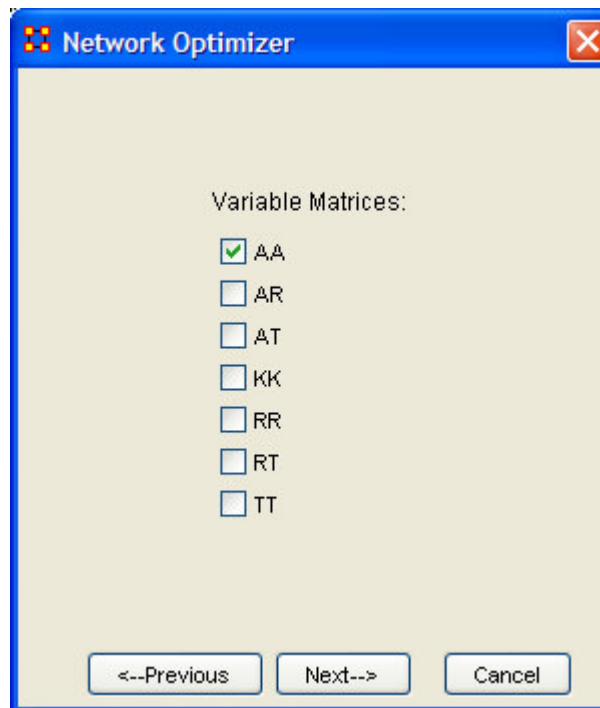 Network Optimizer
Variable Matrices:
AA
AR
AT
KK
RR
RT
TT
<--Previous Next--> Cancel